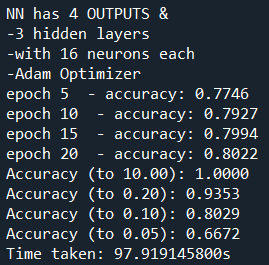 NN has 4 OUTPUTS &
-3 hidden layers
-with 16 neurons each
-Adam Optimizer
epoch 5  - accuracy: 0.7746
epoch 10  - accuracy: 0.7927
epoch 15  - accuracy: 0.7994
epoch 20  - accuracy: 0.8022
Accuracy (to 10.00): 1.0000
Accuracy (to 0.20): 0.9353
Accuracy (to 0.10): 0.8029
Accuracy (to 0.05): 0.6672
Time taken: 97.919145800s